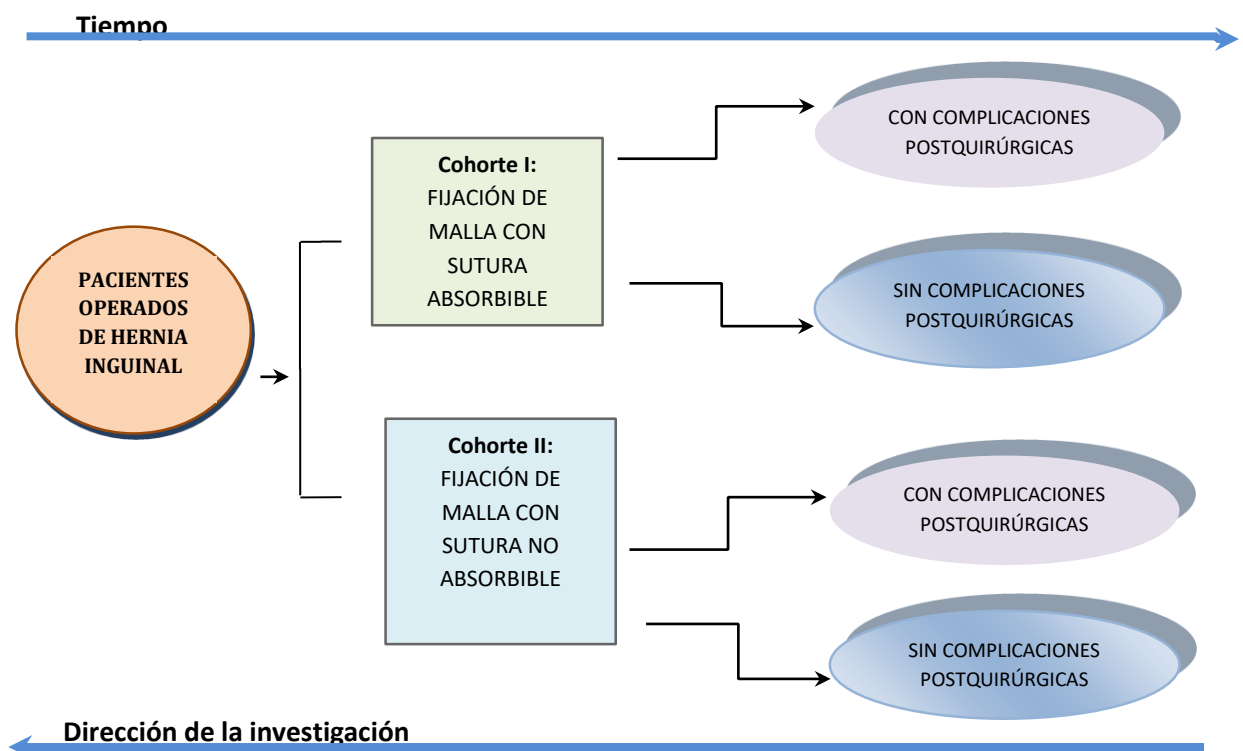 Tiempo
PACIENTES
OPERADOS
DE HERNIA
INGUINAL
Cohorte I:
FIJACIÓN DE
MALLA CON
SUTURA
ABSORBIBLE
CON COMPLICACIONES
POSTQUIRÚRGICAS
SIN COMPLICACIONES
POSTQUIRÚRGICAS
Cohorte II:
FIJACIÓN DE
MALLA CON
SUTURA NO
ABSORBIBLE
CON COMPLICACIONES
POSTQUIRÚRGICAS
SIN COMPLICACIONES
POSTQUIRÚRGICAS
Dirección de la investigación